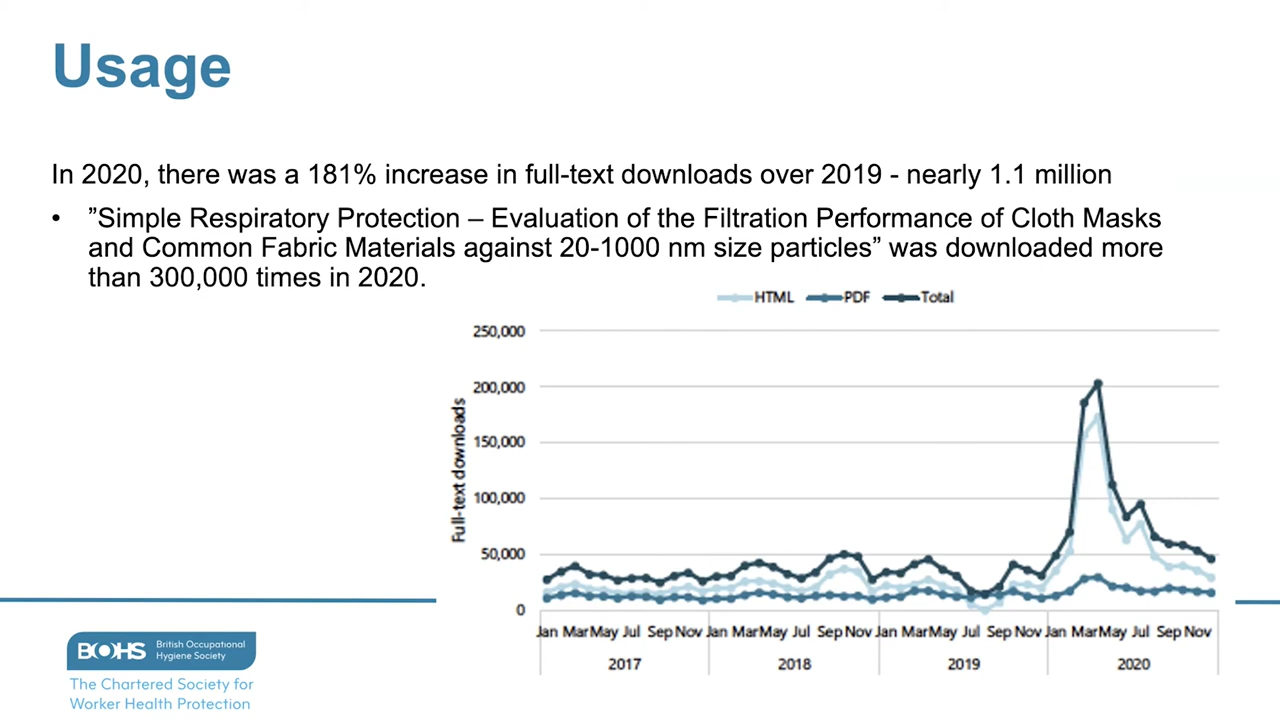 Usage
In 2020, there was a 181% increase in full-text downloads over 2019 - nearly 1.1 million
• ”Simple Respiratory Protection – Evaluation of the Filtration Performance of Cloth Masks
and Common Fabric Materials against 20-1000 nm size particles” was downloaded more
than 300,000 times in 2020.
HTML PDF Total
250,000
200,000
150,000
100,000
50,000
0
Full-text downloads
Jan Mar May Jul Sep Nov Jan Mar May Jul Sep Nov Jan Mar May Jul Sep Nov Jan Mar May Jul Sep Nov
2017 2018 2019 2020
BOHS
British Occupational
Hygiene Society
The Chartered Society for
Worker Health Protection